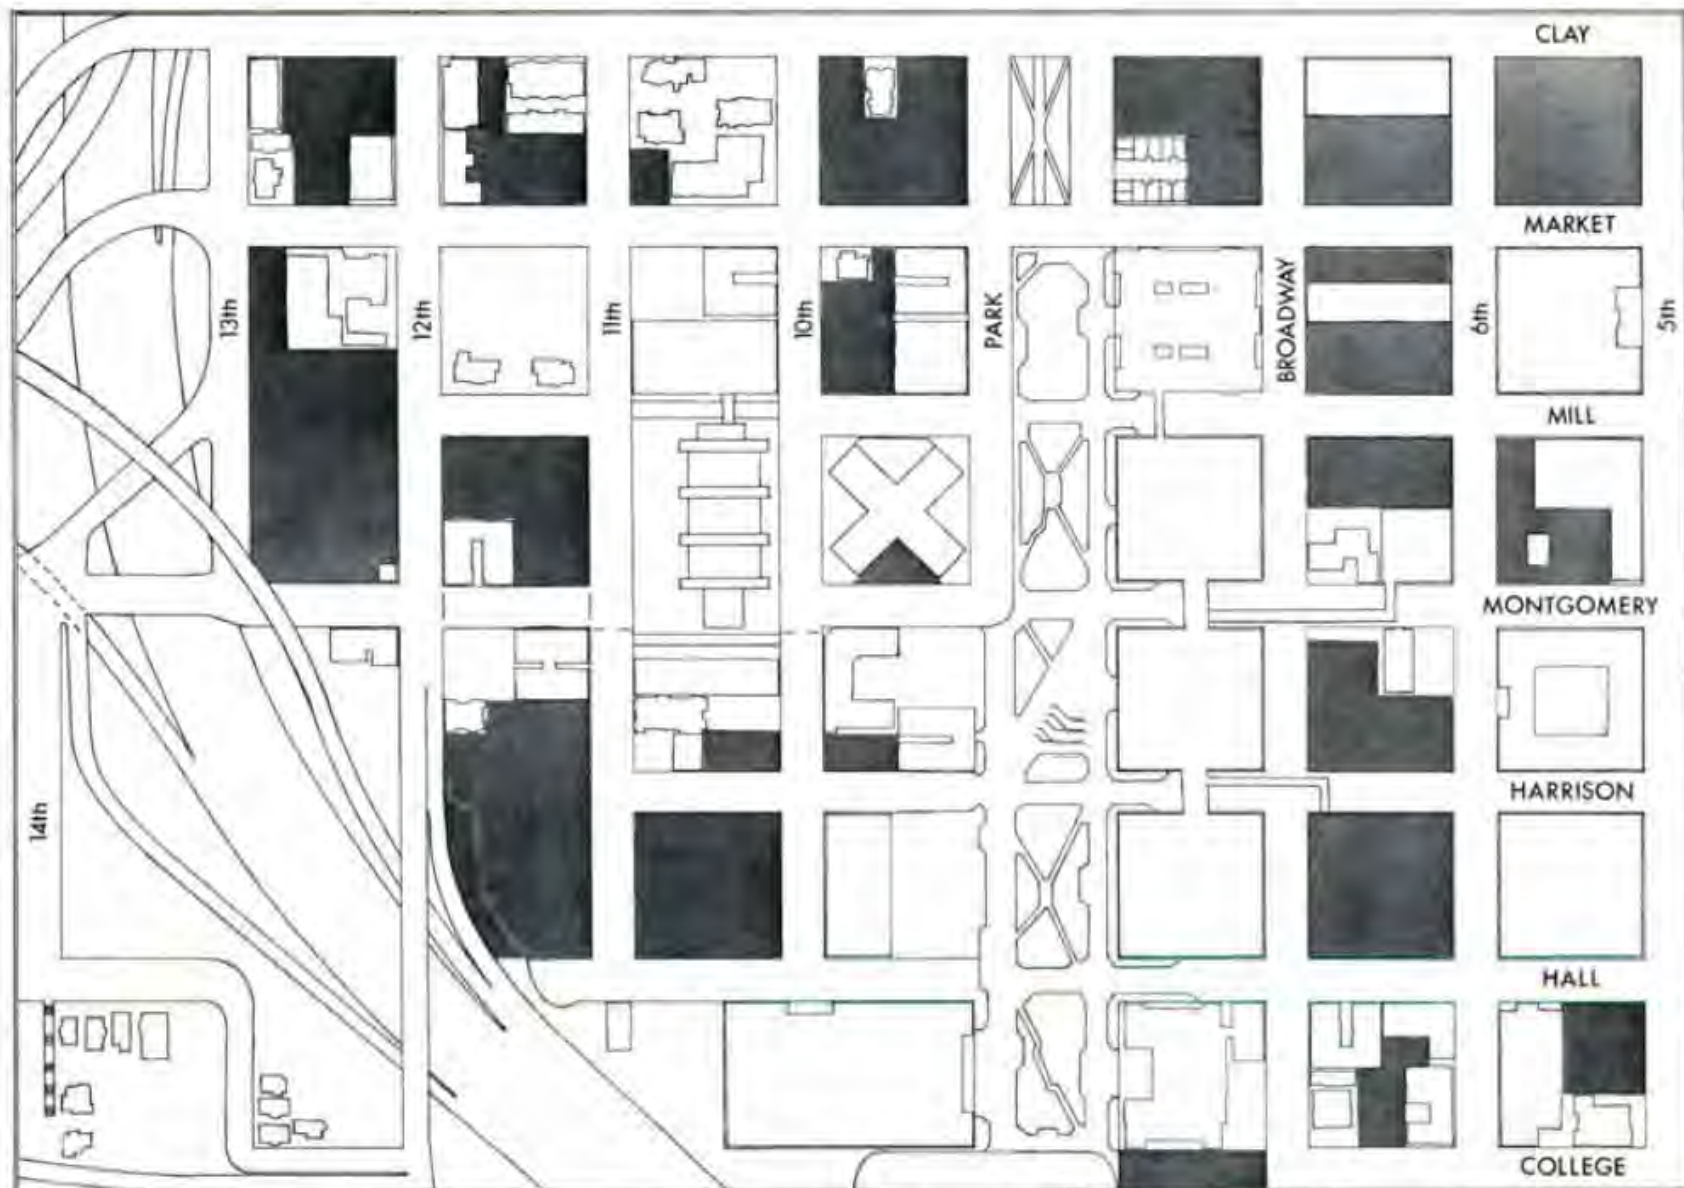 CLAY
MARKET
13th
12th
11th
10th
PARK
BROADWAY
6th
5th
MILL
MONTGOMERY
14th
HARRISON
HALL
COLLEGE